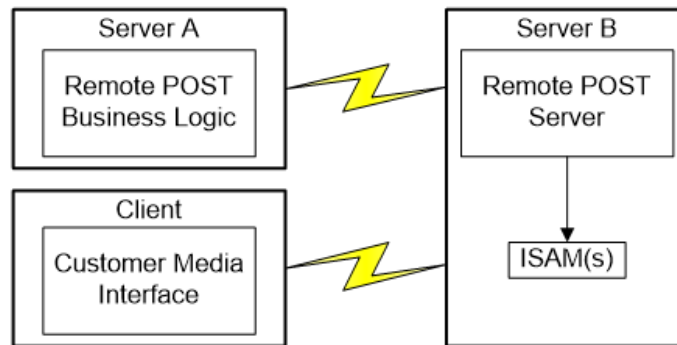 Server A
Remote POST
Business Logic
Client
Customer Media
Interface
Server B
Remote POST
Server
ISAM(s)